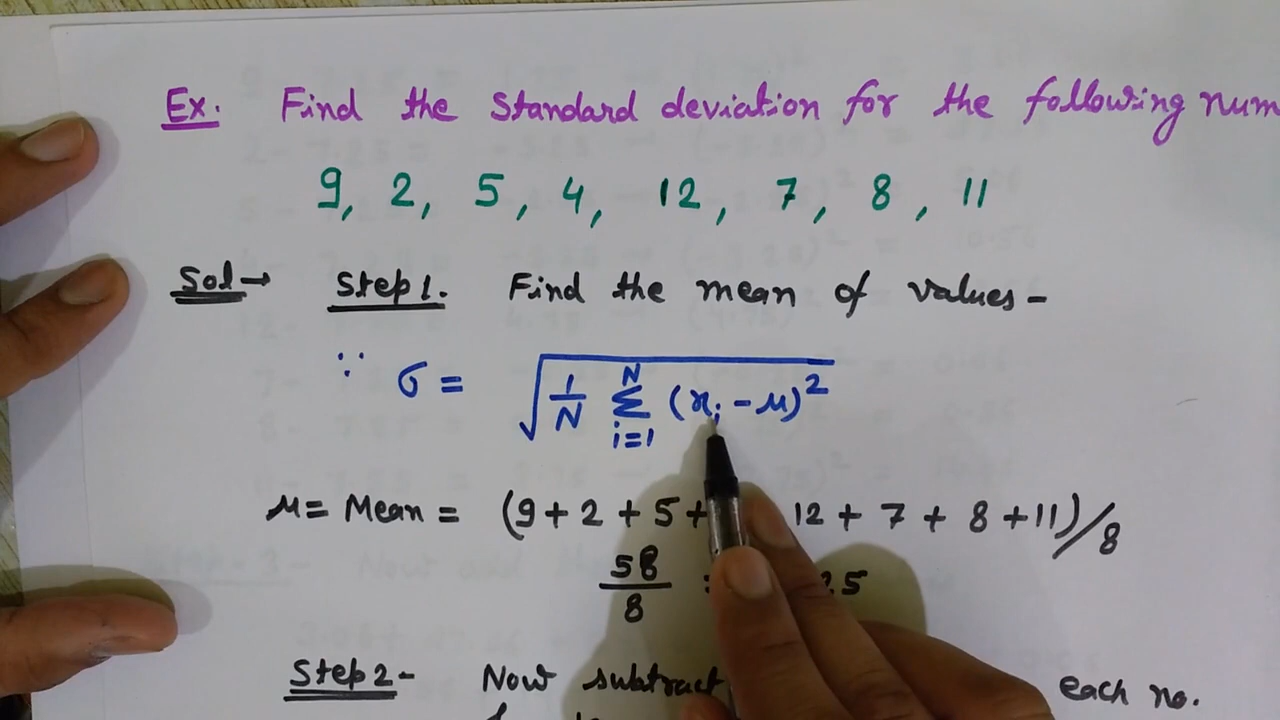 Ex. Find the Standard deviation for the following num
9, 2, 5, 4, 12, 7, 8, 11
Sol → Step 1. Find the mean of values -
∵ σ = √(1/N Σ_{i=1}^{N} (x_i - μ)²)
μ = Mean = (9 + 2 + 5 + 12 + 7 + 8 + 11)/8
58/8 = 25
Step 2 - Now subtract each no.